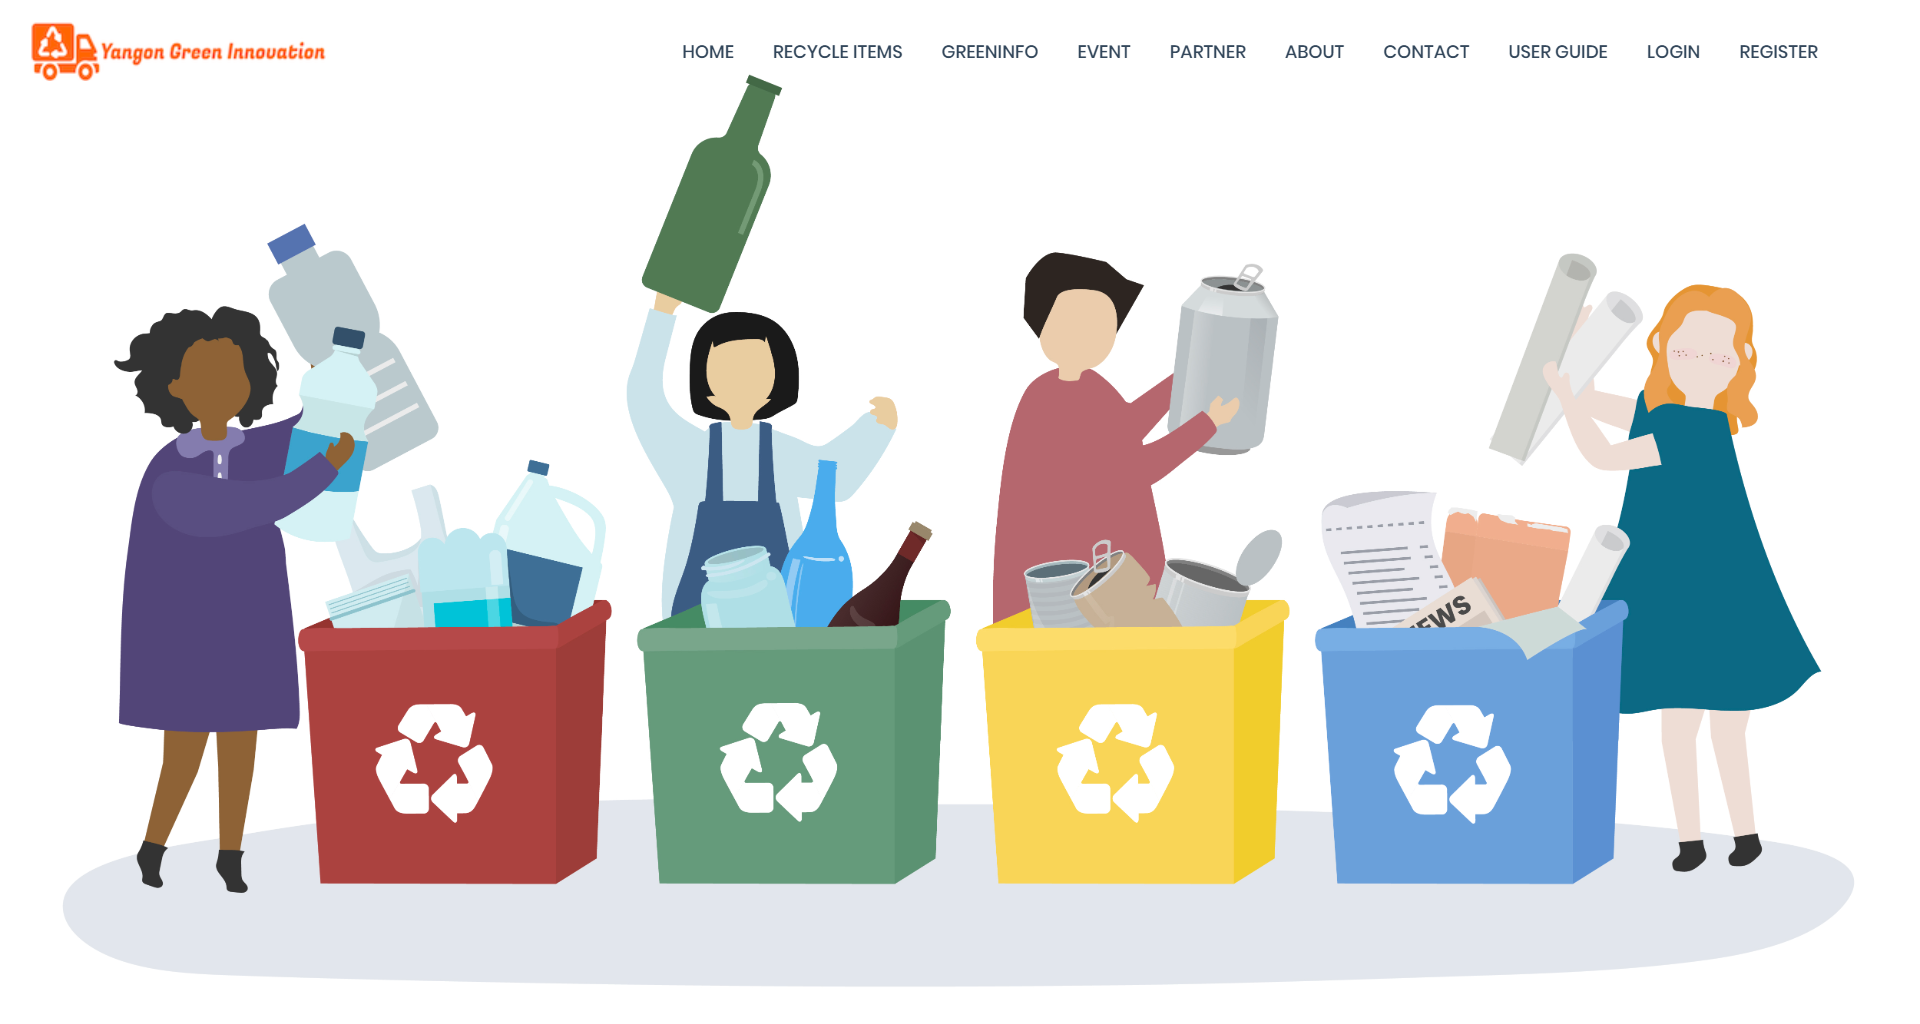 Yangon Green Innovation
HOME RECYCLE ITEMS GREENINFO EVENT PARTNER ABOUT CONTACT USER GUIDE LOGIN REGISTER
EWS